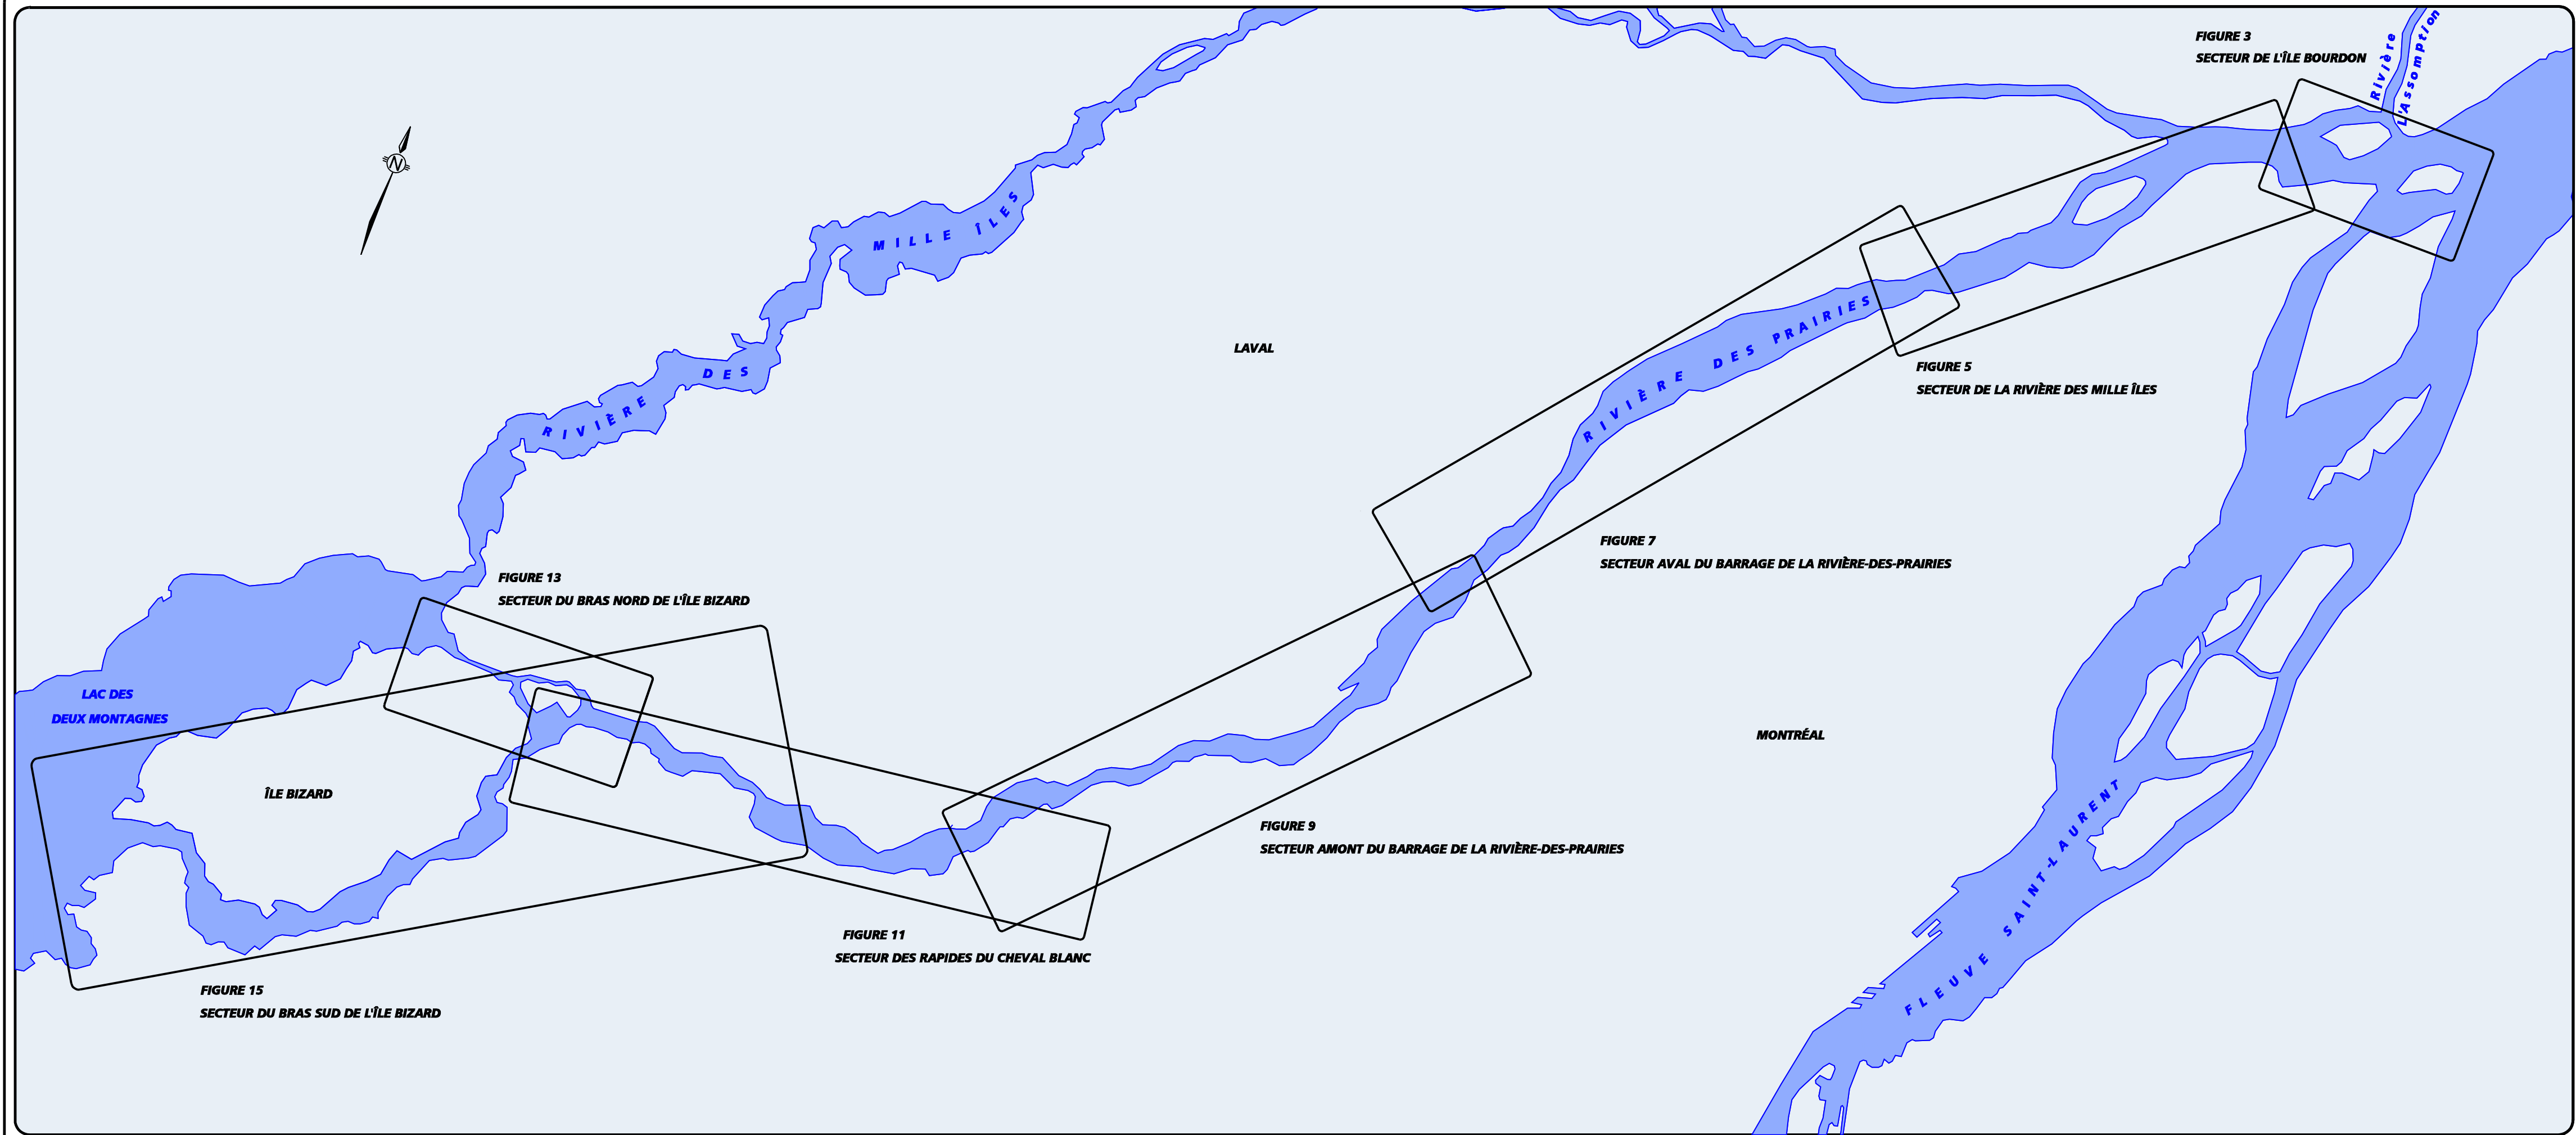 FIGURE 3
SECTEUR DE L'ÎLE BOURDON
Rivière
L'Assomption
N
MILLE ÎLES
DES
RIVIÈRE
LAVAL
RIVIÈRE DES PRAIRIES
FIGURE 5
SECTEUR DE LA RIVIÈRE DES MILLE ÎLES
FIGURE 7
SECTEUR AVAL DU BARRAGE DE LA RIVIÈRE-DES-PRAIRIES
FIGURE 13
SECTEUR DU BRAS NORD DE L'ÎLE BIZARD
LAC DES
DEUX MONTAGNES
MONTRÉAL
ÎLE BIZARD
FIGURE 9
SECTEUR AMONT DU BARRAGE DE LA RIVIÈRE-DES-PRAIRIES
FLEUVE SAINT-LAURENT
FIGURE 11
SECTEUR DES RAPIDES DU CHEVAL BLANC
FIGURE 15
SECTEUR DU BRAS SUD DE L'ÎLE BIZARD